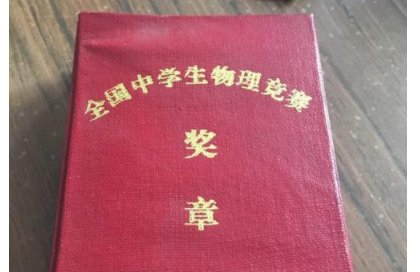 全国中学生物理竞赛
奖
章